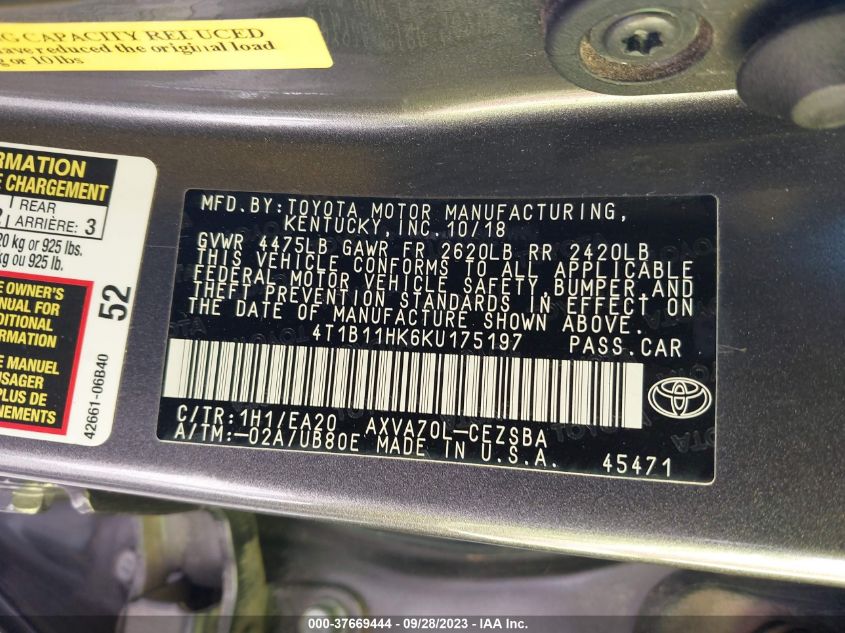 G CAPACITY REDUCED
have reduced the original load
g or 10lbs
RMATION
E CHARGEMENT
REAR
ARRIÈRE: 3
20 kg or 925 lbs.
kg ou 925 lb.
E OWNER'S
ANUAL FOR
DITIONAL
RMATION
E MANUEL
USAGER
PLUS
NEMENTS
52
42661-06B40
MFD. BY: TOYOTA MOTOR MANUFACTURING,
KENTUCKY, INC. 10/18
GVWR 4475LB GAWR FR 2620LB RR 2420LB
THIS VEHICLE CONFORMS TO ALL APPLICABLE
FEDERAL MOTOR VEHICLE SAFETY, BUMPER, AND
THEFT PREVENTION STANDARDS IN EFFECT ON
THE DATE OF MANUFACTURE SHOWN ABOVE.
4T1B11HK6KU175197 PASS. CAR
C/TR: 1H1/EA20 AXVA70L-CEZSBA
A/TM: -02A/UB80E MADE IN U.S.A. 45471
000-37669444 - 09/28/2023 - IAA Inc.